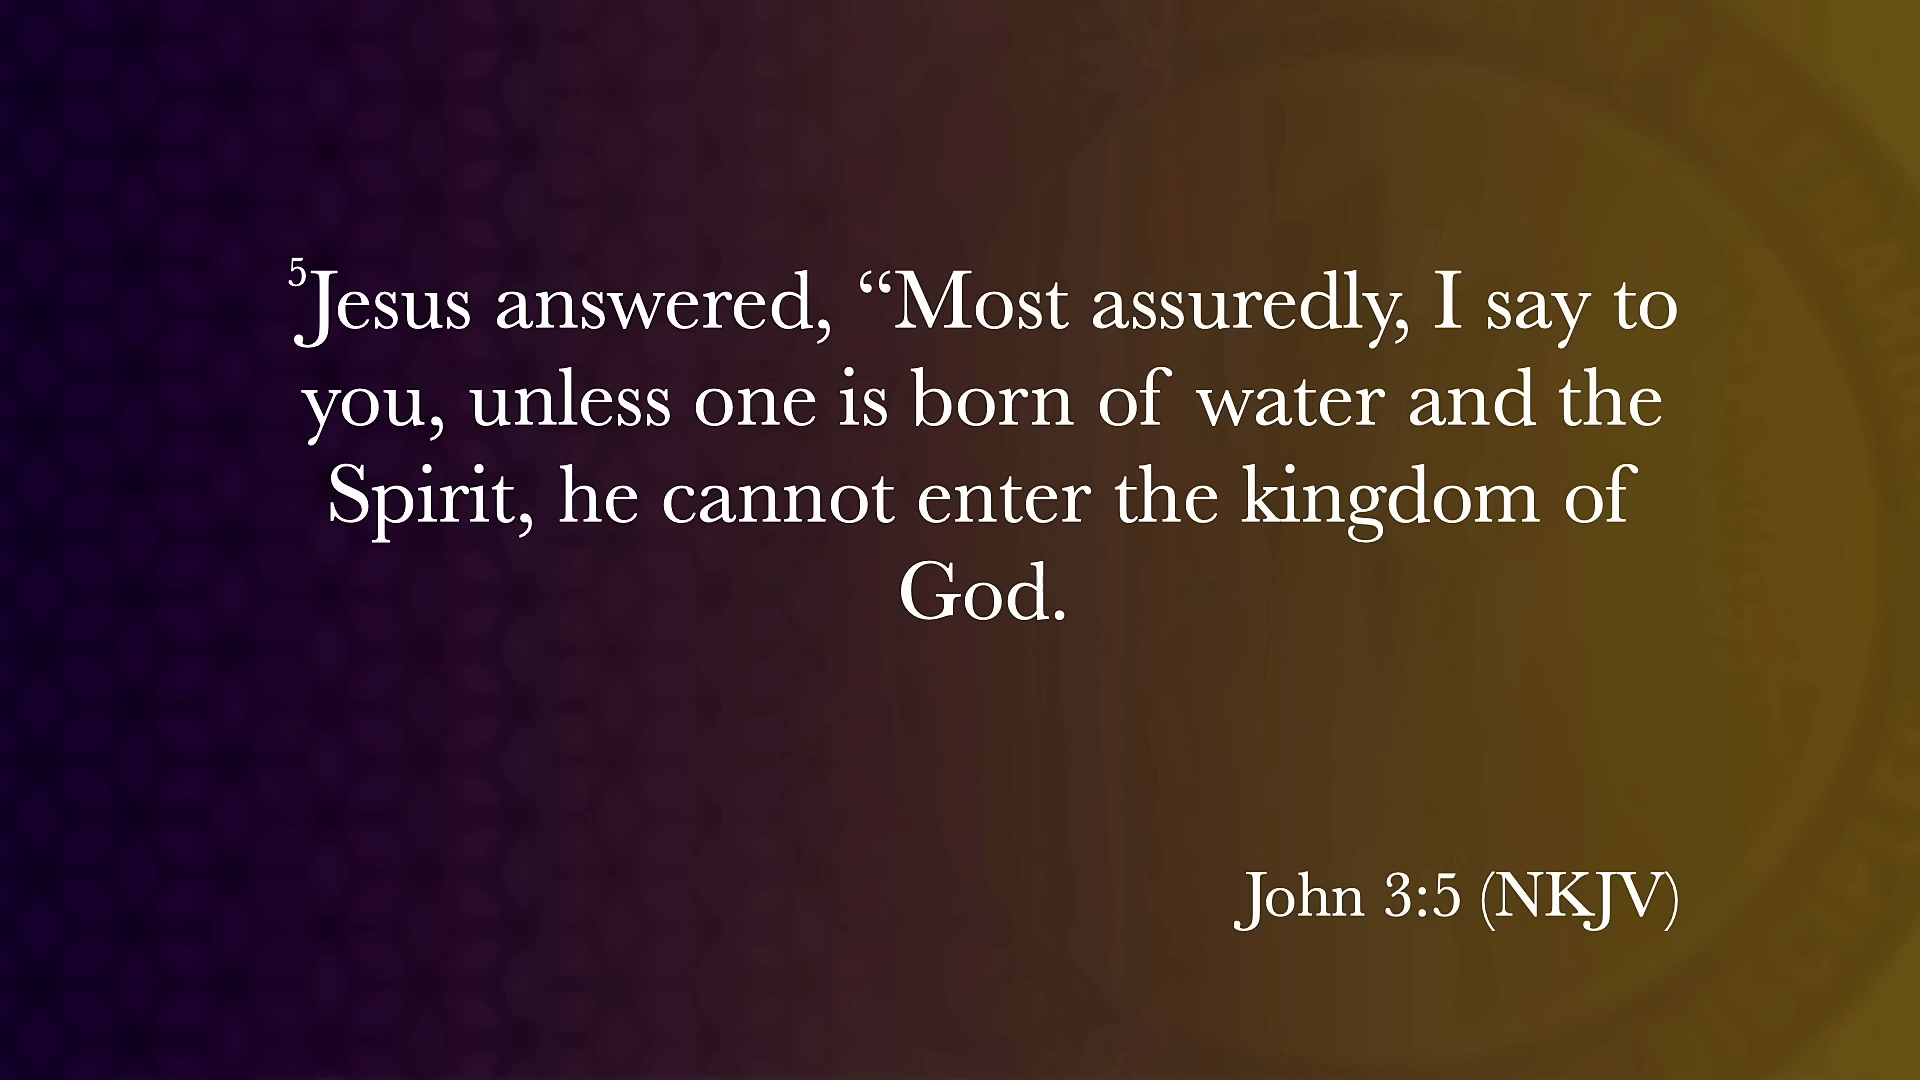 ⁵Jesus answered, “Most assuredly, I say to
you, unless one is born of water and the
Spirit, he cannot enter the kingdom of
God.
John 3:5 (NKJV)